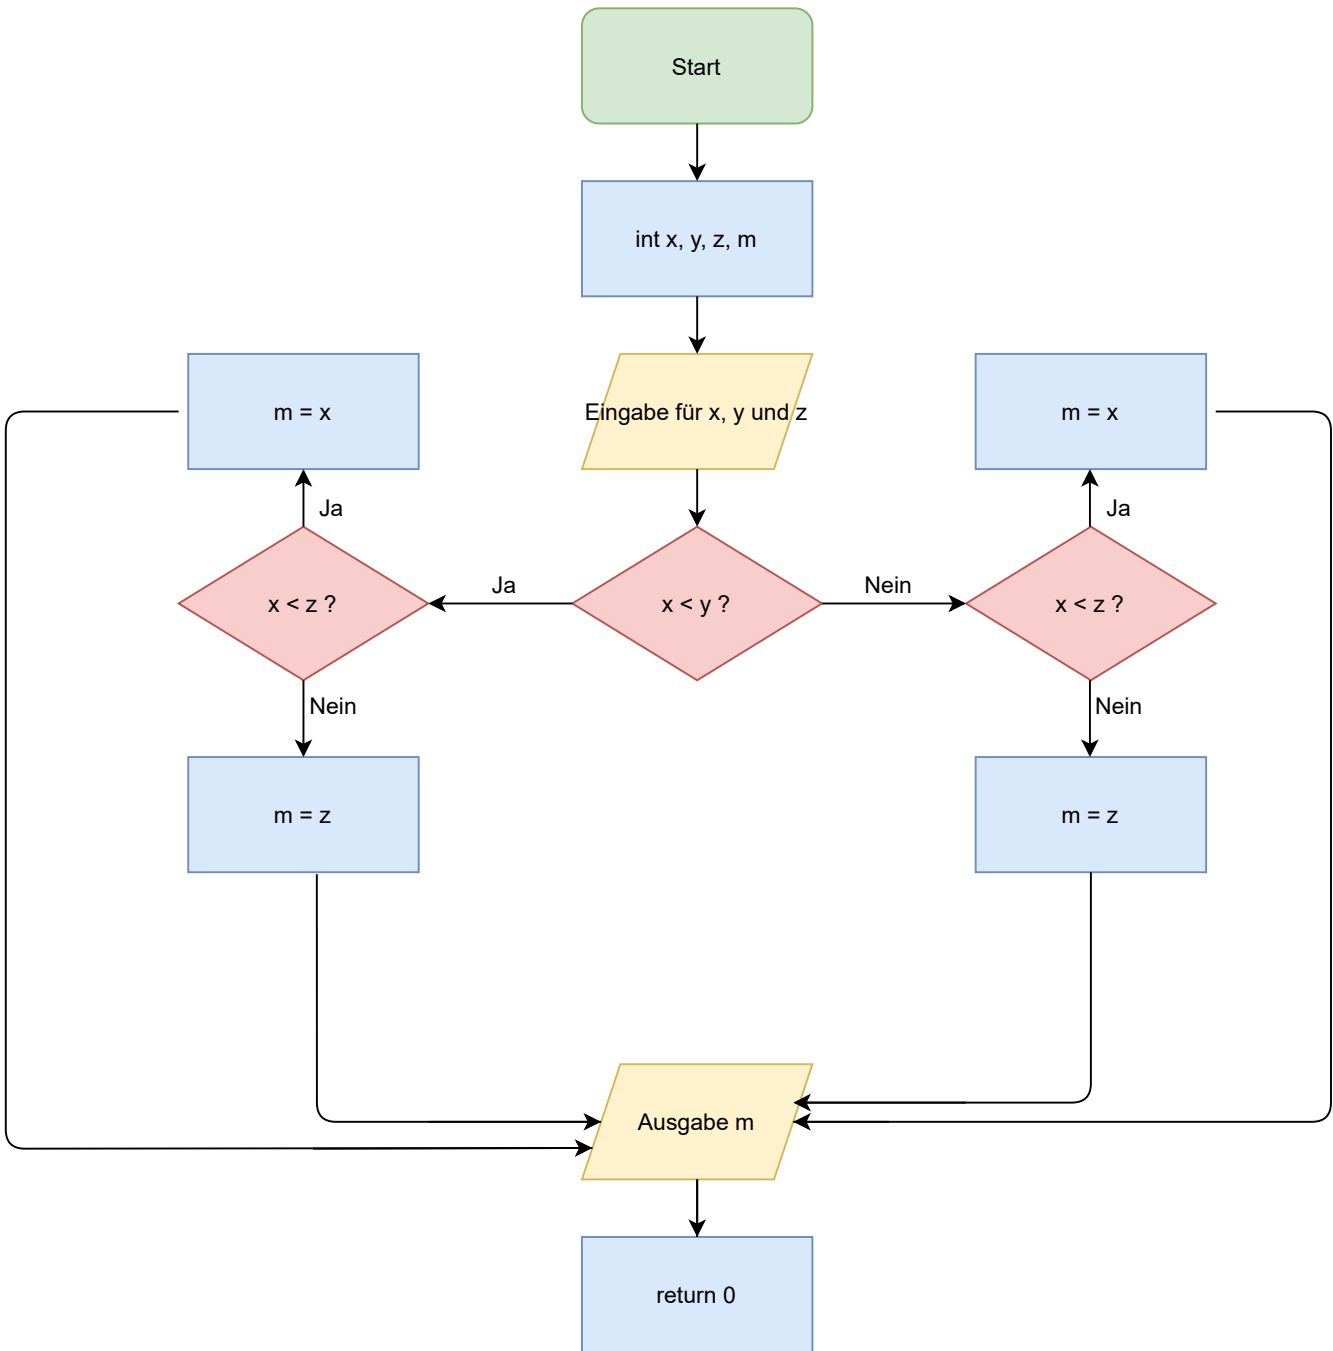 Start
int x, y, z, m
m = x
Eingabe für x, y und z
m = x
Ja
Ja
x < z ?
Ja
x < y ?
Nein
x < z ?
Nein
Nein
m = z
m = z
Ausgabe m
return 0